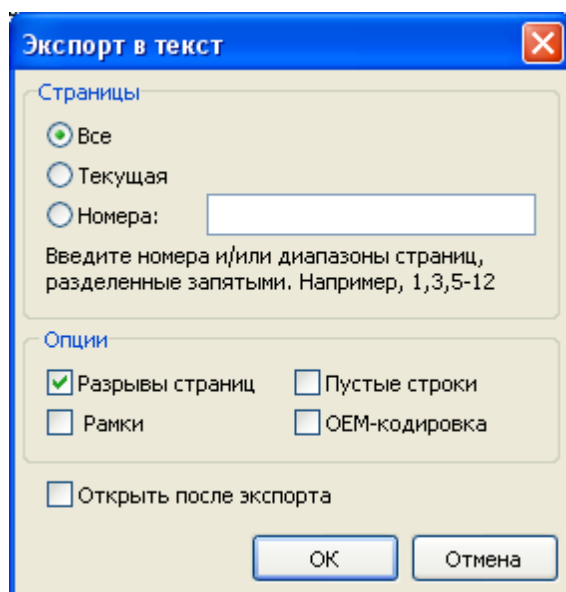 Экспорт в текст
Страницы
Все
Текущая
Номера:
Введите номера и/или диапазоны страниц,
разделенные запятыми. Например, 1,3,5-12
Опции
Разрывы страниц Пустые строки
Рамки OEM-кодировка
Открыть после экспорта
ОК Отмена